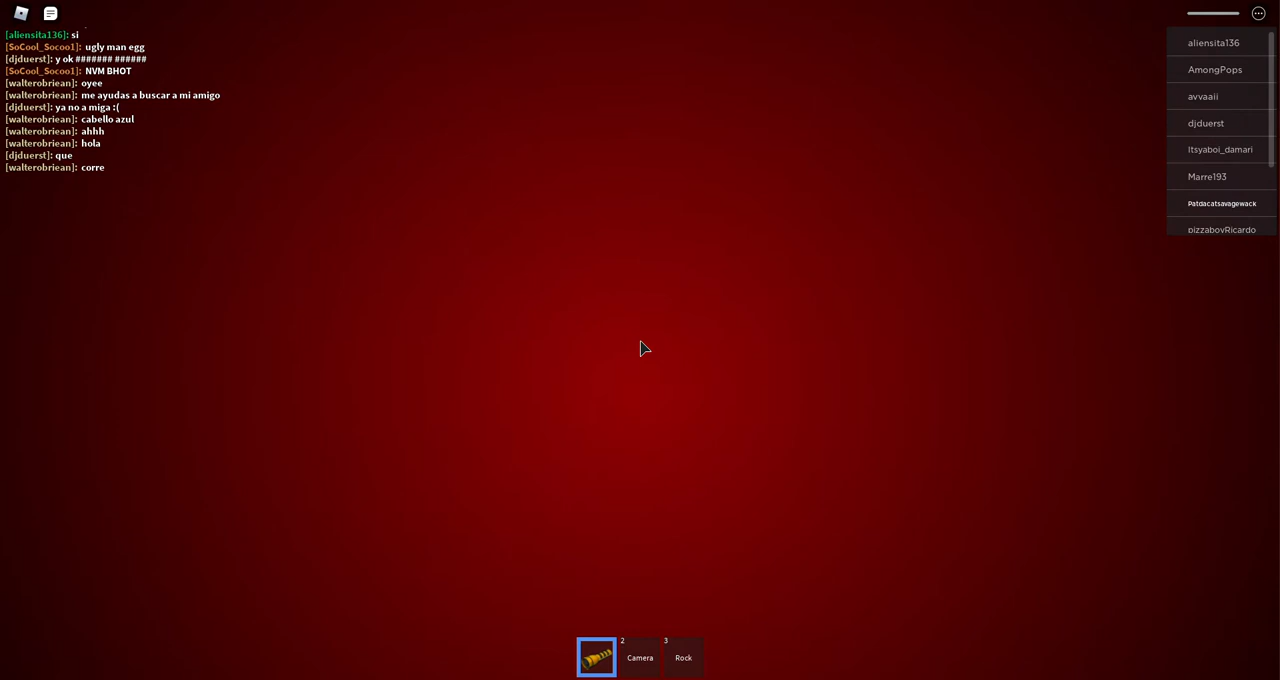 [aliensita136]: si
[SoCool_Socoo1]: ugly man egg
[djduerst]: y ok ####### ######
[SoCool_Socoo1]: NVM BHOT
[walterobriean]: oyee
[walterobriean]: me ayudas a buscar a mi amigo
[djduerst]: ya no a miga :(
[walterobriean]: cabello azul
[walterobriean]: ahhh
[walterobriean]: hola
[djduerst]: que
[walterobriean]: corre
aliensita136
AmongPops
avvaaii
djduerst
Itsyaboi_damari
Marre193
Patdacatsavagewack
pizzaboyRicardo
2
Camera
3
Rock